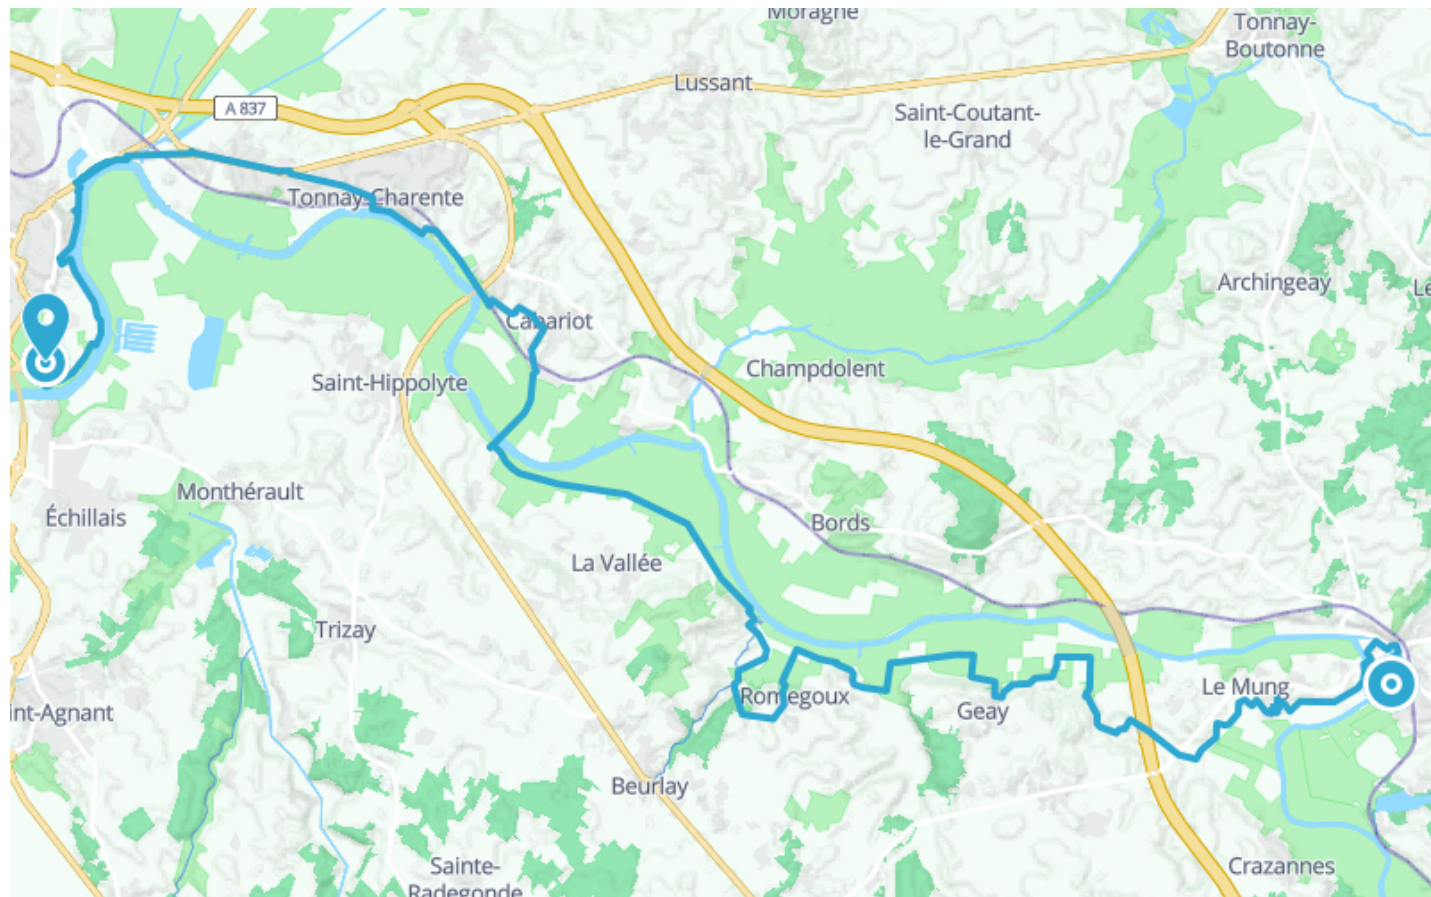 Moragne
Tonnay-
Boutonne
Lussant
A 837
Saint-Coutant-
le-Grand
Tonnay-Charente
Archingeay
Le
Cabariot
Champdolent
Saint-Hippolyte
Monthérault
Échillais
Bords
La Vallée
Trizay
Le Mung
Romegoux
int-Agnant
Geay
Beurlay
Sainte-
Radegonde
Crazannes